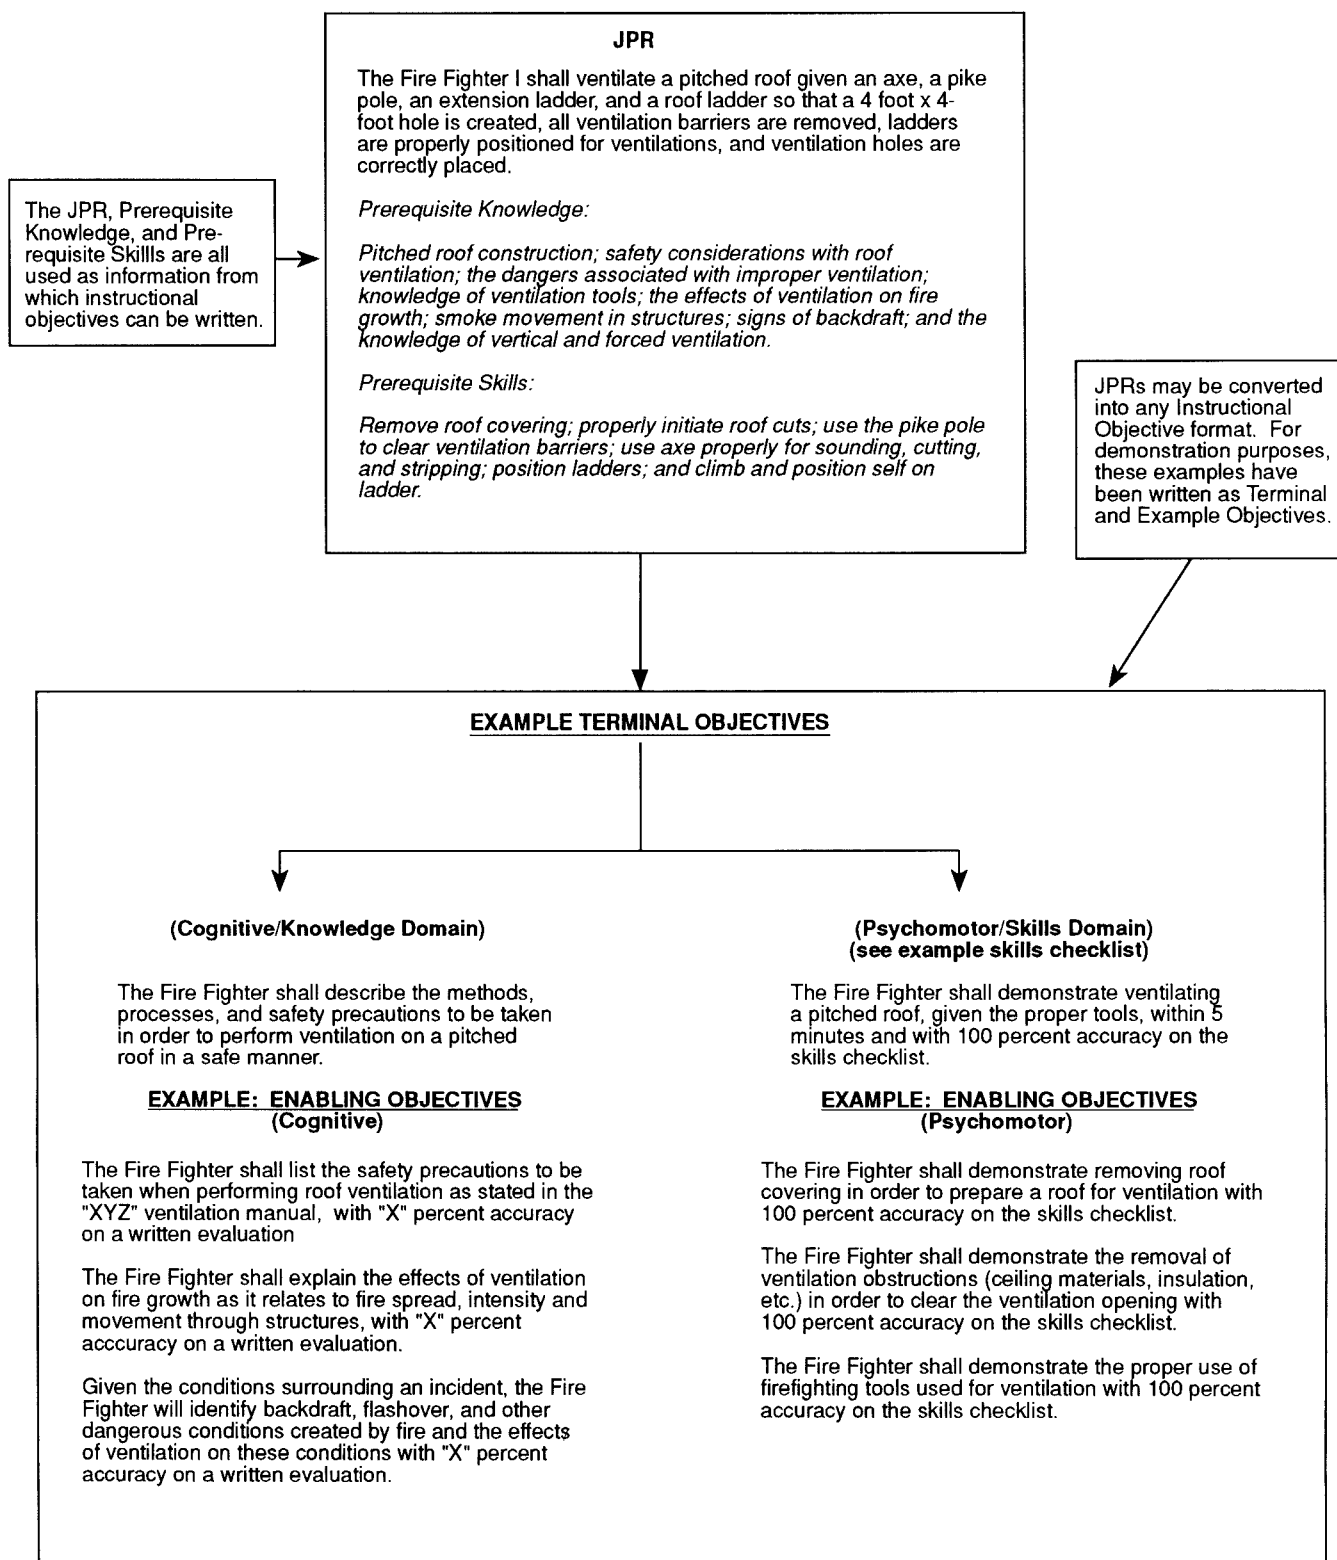 JPR
The Fire Fighter I shall ventilate a pitched roof given an axe, a pike
pole, an extension ladder, and a roof ladder so that a 4 foot x 4-
foot hole is created, all ventilation barriers are removed, ladders
are properly positioned for ventilations, and ventilation holes are
correctly placed.
Prerequisite Knowledge:
Pitched roof construction; safety considerations with roof
ventilation; the dangers associated with improper ventilation;
knowledge of ventilation tools; the effects of ventilation on fire
growth; smoke movement in structures; signs of backdraft; and the
knowledge of vertical and forced ventilation.
Prerequisite Skills:
Remove roof covering; properly initiate roof cuts; use the pike pole
to clear ventilation barriers; use axe properly for sounding, cutting,
and stripping; position ladders; and climb and position self on
ladder.
The JPR, Prerequisite
Knowledge, and Pre-
requisite Skillls are all
used as information from
which instructional
objectives can be written.
JPRs may be converted
into any Instructional
Objective format. For
demonstration purposes,
these examples have
been written as Terminal
and Example Objectives.
EXAMPLE TERMINAL OBJECTIVES
(Cognitive/Knowledge Domain)
The Fire Fighter shall describe the methods,
processes, and safety precautions to be taken
in order to perform ventilation on a pitched
roof in a safe manner.
EXAMPLE: ENABLING OBJECTIVES
(Cognitive)
The Fire Fighter shall list the safety precautions to be
taken when performing roof ventilation as stated in the
"XYZ" ventilation manual, with "X" percent accuracy
on a written evaluation
The Fire Fighter shall explain the effects of ventilation
on fire growth as it relates to fire spread, intensity and
movement through structures, with "X" percent
acccuracy on a written evaluation.
Given the conditions surrounding an incident, the Fire
Fighter will identify backdraft, flashover, and other
dangerous conditions created by fire and the effects
of ventilation on these conditions with "X" percent
accuracy on a written evaluation.
(Psychomotor/Skills Domain)
(see example skills checklist)
The Fire Fighter shall demonstrate ventilating
a pitched roof, given the proper tools, within 5
minutes and with 100 percent accuracy on the
skills checklist.
EXAMPLE: ENABLING OBJECTIVES
(Psychomotor)
The Fire Fighter shall demonstrate removing roof
covering in order to prepare a roof for ventilation with
100 percent accuracy on the skills checklist.
The Fire Fighter shall demonstrate the removal of
ventilation obstructions (ceiling materials, insulation,
etc.) in order to clear the ventilation opening with
100 percent accuracy on the skills checklist.
The Fire Fighter shall demonstrate the proper use of
firefighting tools used for ventilation with 100 percent
accuracy on the skills checklist.